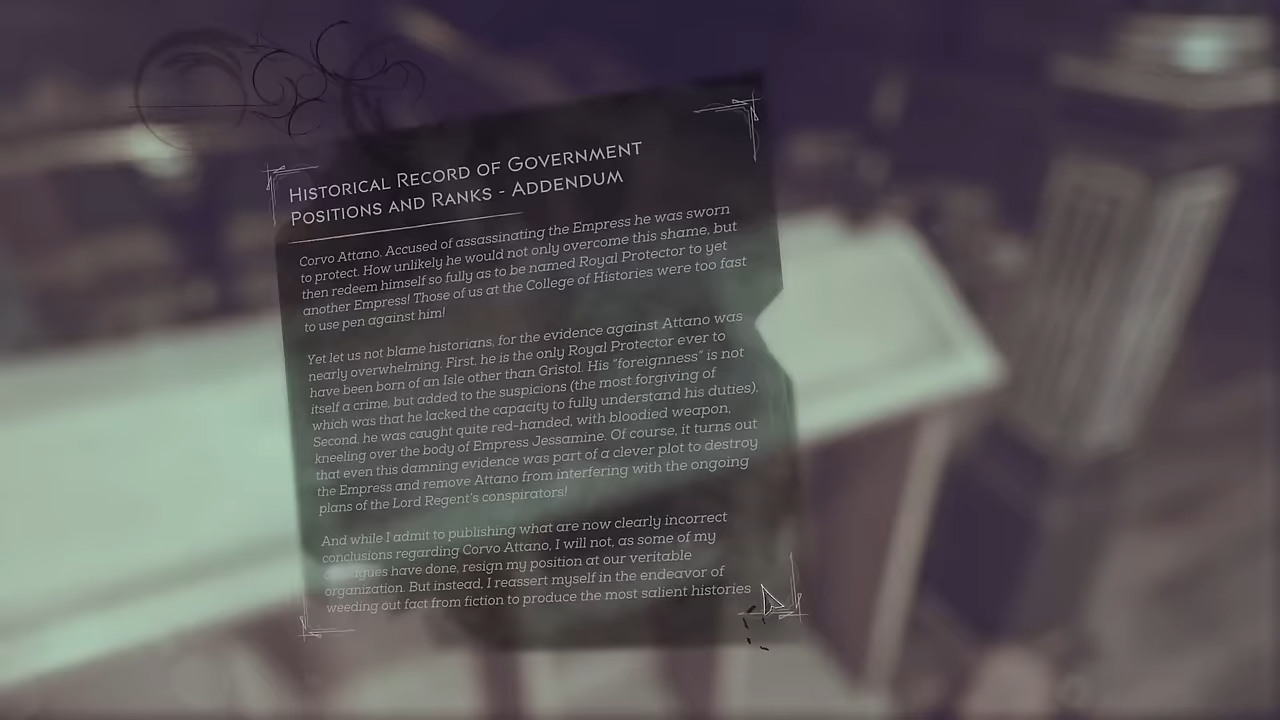 Historical Record of Government
Positions and Ranks - Addendum
Corvo Attano. Accused of assassinating the Empress he was sworn
to protect. How unlikely he would not only overcome this shame, but
then redeem himself so fully as to be named Royal Protector to yet
another Empress! Those of us at the College of Histories were too fast
to use pen against him!
Yet let us not blame historians, for the evidence against Attano was
nearly overwhelming. First, he is the only Royal Protector ever to
have been born of an Isle other than Gristol. His "foreignness" is not
itself a crime, but added to the suspicions (the most forgiving of
which was that he lacked the capacity to fully understand his duties).
Second, he was caught quite red-handed, with bloodied weapon,
kneeling over the body of Empress Jessamine. Of course, it turns out
that even this damning evidence was part of a clever plot to destroy
the Empress and remove Attano from interfering with the ongoing
plans of the Lord Regent's conspirators!
And while I admit to publishing what are now clearly incorrect
conclusions regarding Corvo Attano, I will not, as some of my
colleagues have done, resign my position at our veritable
organization. But instead, I reassert myself in the endeavor of
weeding out fact from fiction to produce the most salient histories